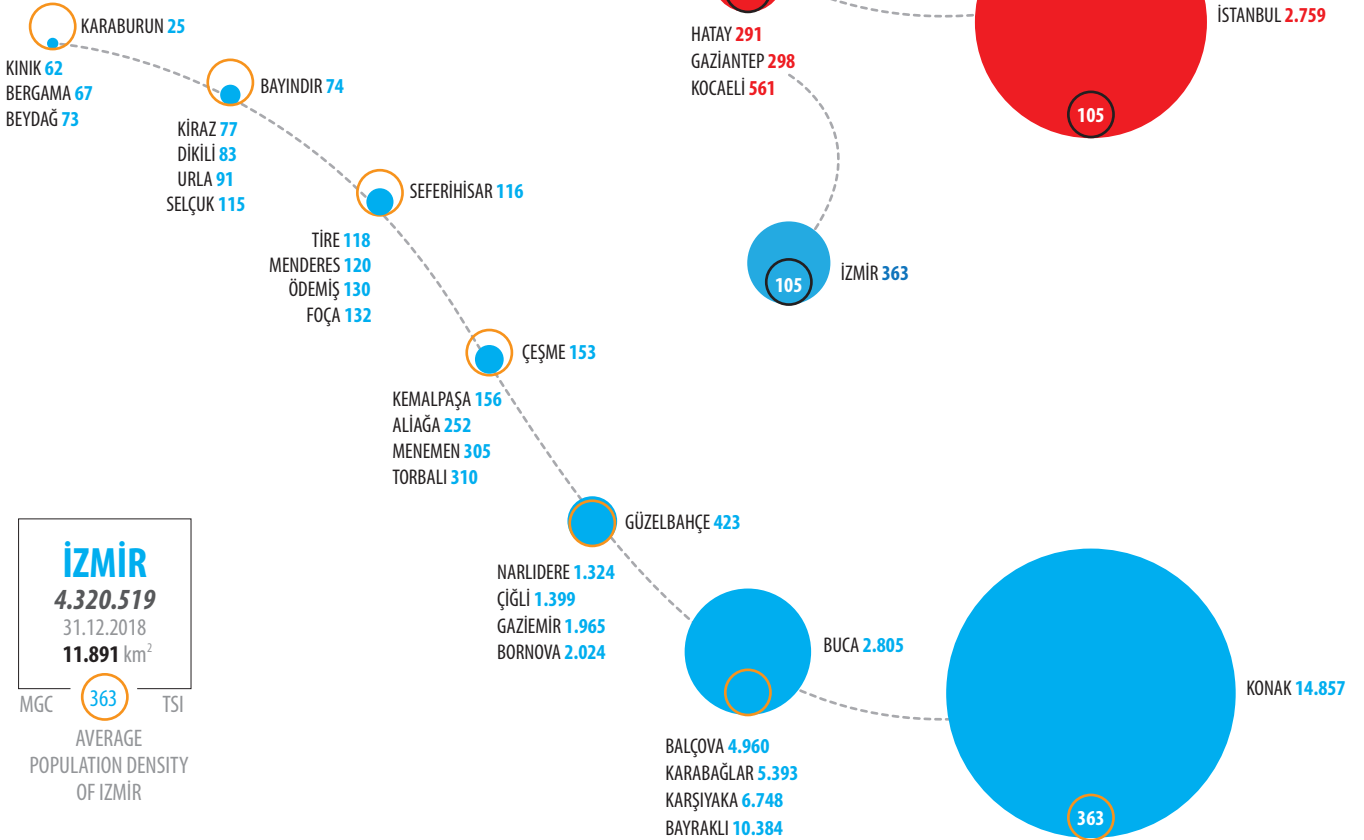 KARABURUN 25
KINIK 62
BERGAMA 67
BEYDAĞ 73
BAYINDIR 74
KİRAZ 77
DİKİLİ 83
URLA 91
SELÇUK 115
SEFERİHİSAR 116
TİRE 118
MENDERES 120
ÖDEMİŞ 130
FOÇA 132
ÇEŞME 153
KEMALPAŞA 156
ALİAĞA 252
MENEMEN 305
TORBALI 310
GÜZELBAHÇE 423
NARLIDERE 1.324
ÇİĞLİ 1.399
GAZİEMİR 1.965
BORNOVA 2.024
BUCA 2.805
BALÇOVA 4.960
KARABAĞLAR 5.393
KARŞIYAKA 6.748
BAYRAKLI 10.384
KONAK 14.857
363
HATAY 291
GAZİANTEP 298
KOCAELİ 561
İSTANBUL 2.759
105
İZMİR 363
105
İZMİR
4.320.519
31.12.2018
11.891 km²
MGC 363 TSI
AVERAGE
POPULATION DENSITY
OF IZMİR